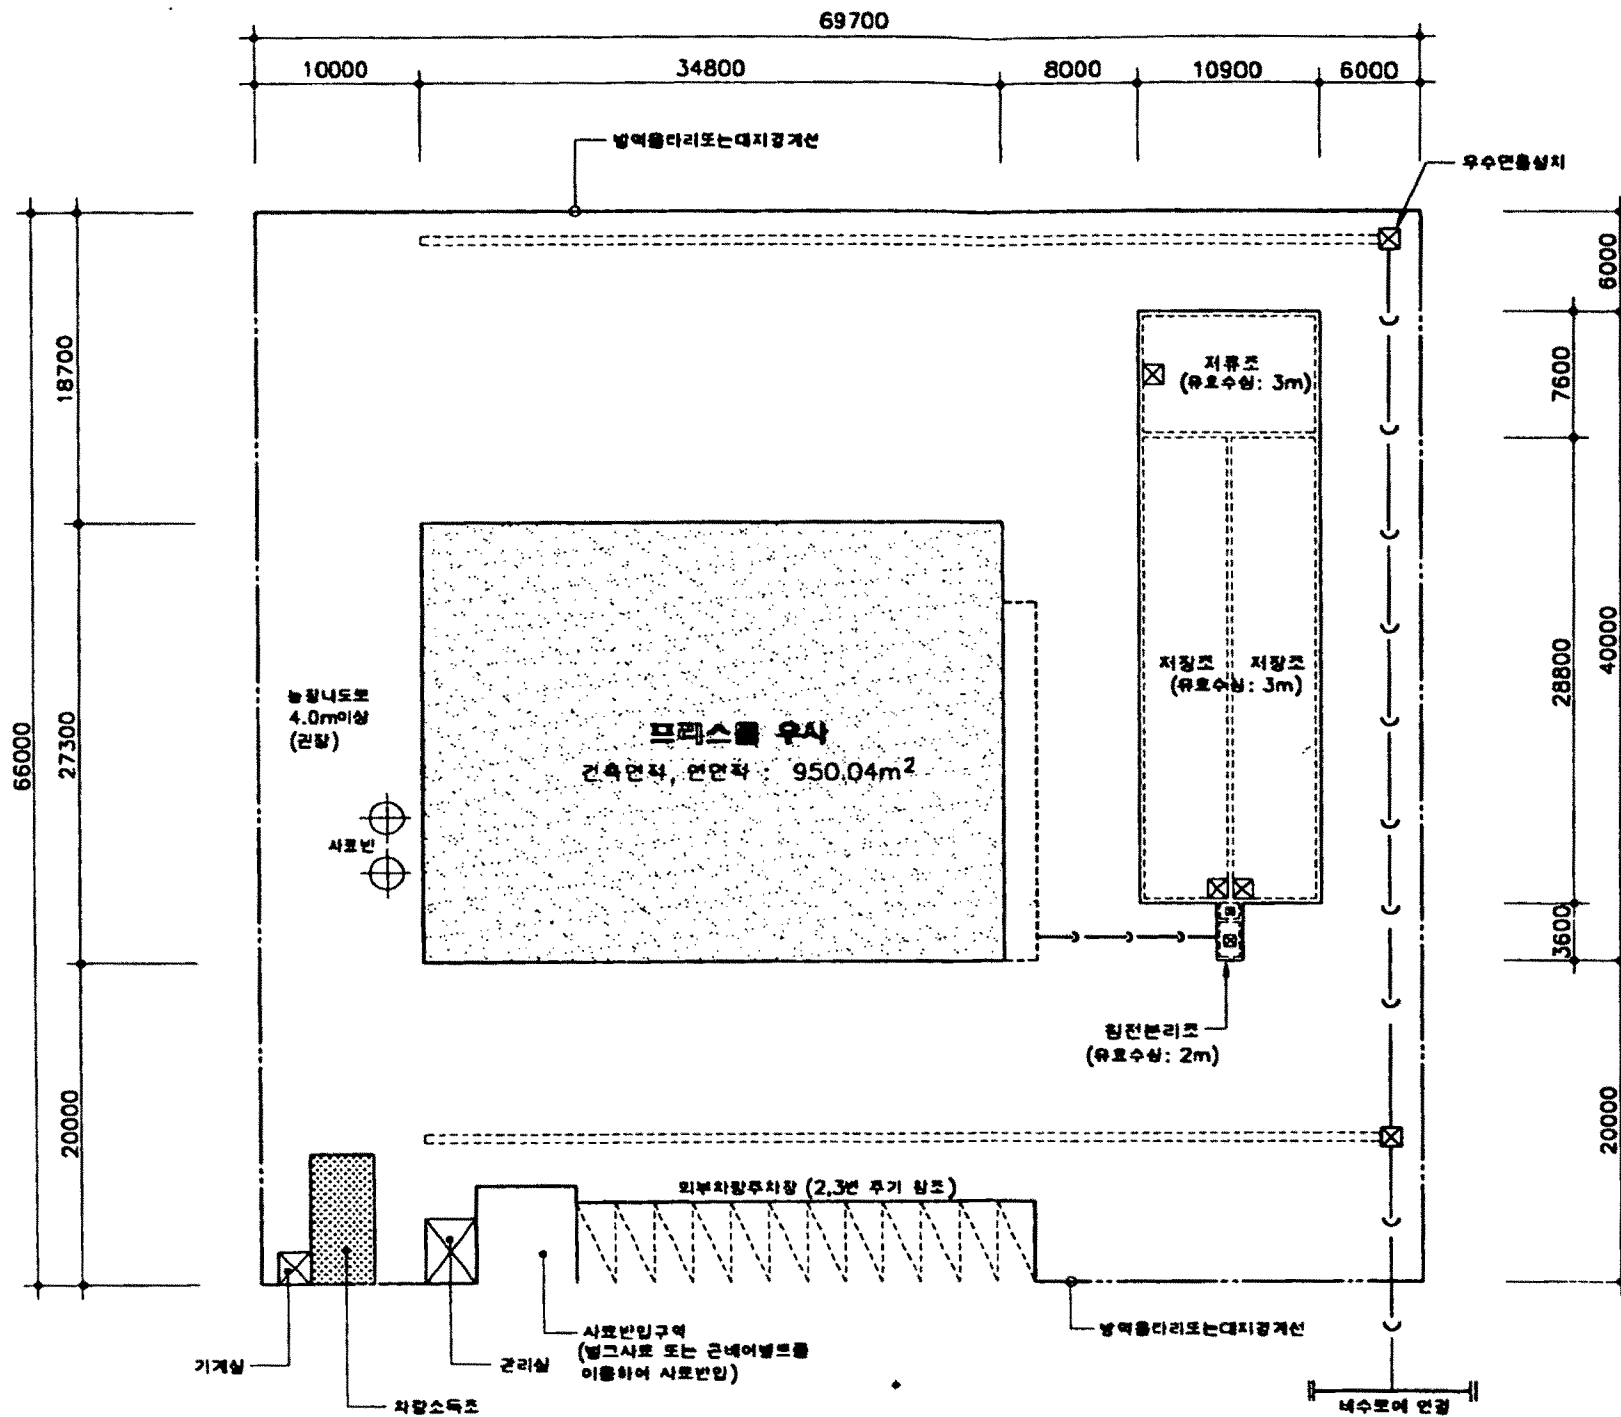 69700
10000 34800 8000 10900 6000
방역울타리또는대지경계선
우수연흘설치
18700
27300
66000
20000
6000
7600
28800
3600
40000
20000
저류조
(유효수심: 3m)
저장조 저장조
(유효수심: 3m)
농장내도로
4.0m이상
(권장)
프리스톨 우사
건축면적, 연면적 : 950.04m²
사료빈
침전분리조
(유효수심: 2m)
외부차량주차장 (2,3번 주기 참조)
사료반입구역
(벌크사료 또는 콘베어벨트를
이용하여 사료반입)
방역울타리또는대지경계선
기계실
관리실
차량소독조
배수로에 연결